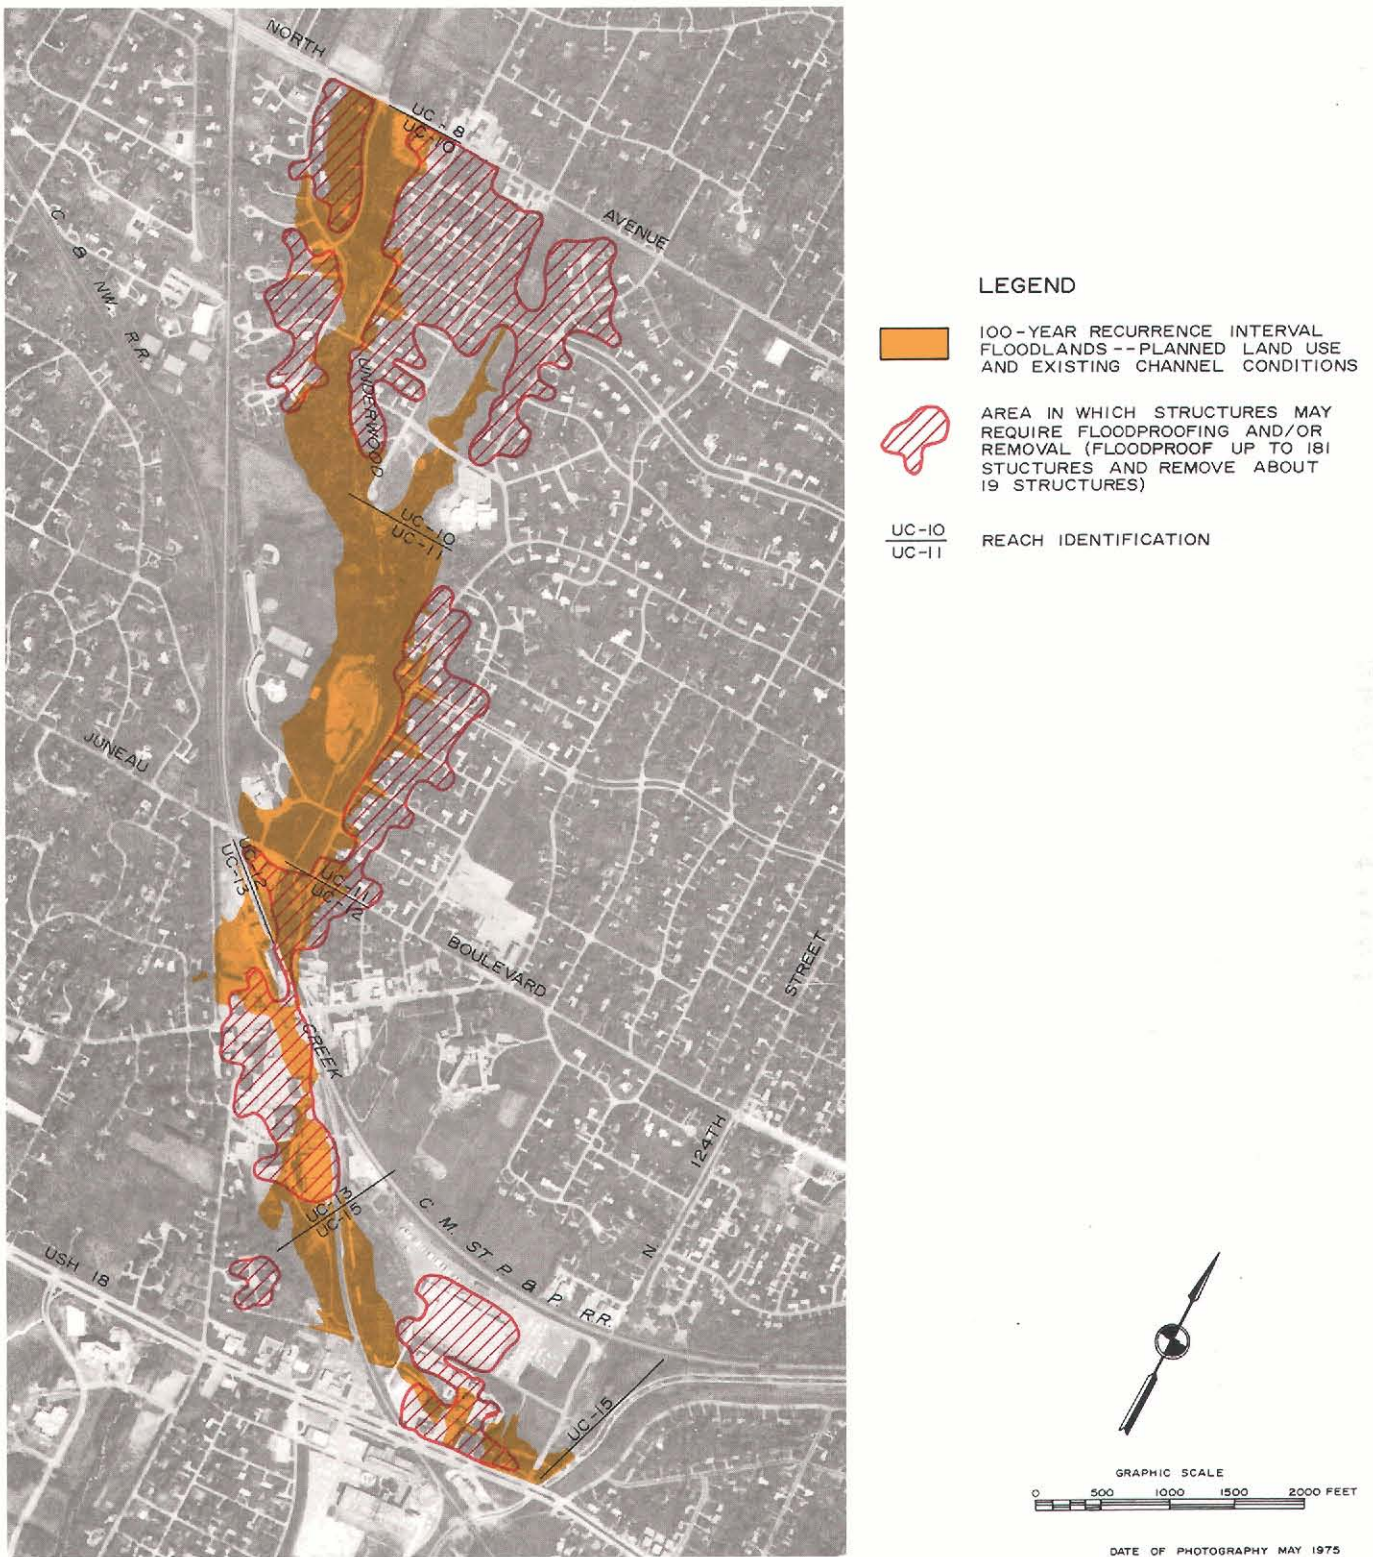 NORTH
UC-8
UC-10
AVENUE
C & NW. R.R.
UNDERWOOD
UC-10
UC-11
JUNEAU
UC-12
UC-13
UC-11
UC-12
BOULEVARD
STREET
CREEK
124TH
UC-13
UC-15
C. M. ST. P. & P. R.R.
N
USH 18
UC-15
LEGEND
100-YEAR RECURRENCE INTERVAL
FLOODLANDS--PLANNED LAND USE
AND EXISTING CHANNEL CONDITIONS
AREA IN WHICH STRUCTURES MAY
REQUIRE FLOODPROOFING AND/OR
REMOVAL (FLOODPROOF UP TO 181
STUCTURES AND REMOVE ABOUT
19 STRUCTURES)
UC-10
UC-11
REACH IDENTIFICATION
GRAPHIC SCALE
0 500 1000 1500 2000 FEET
DATE OF PHOTOGRAPHY MAY 1975